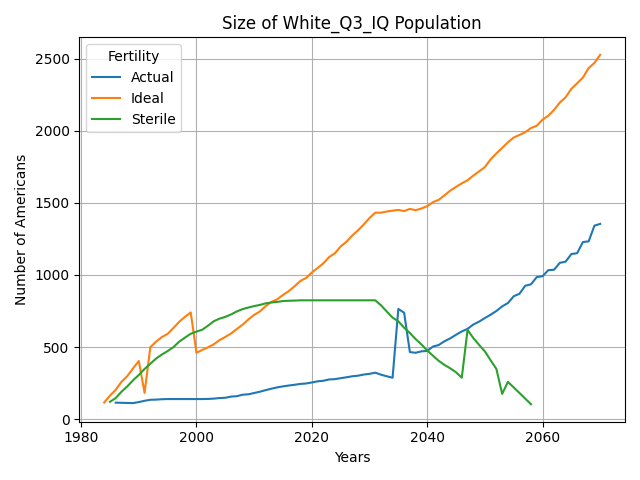 Size of White_Q3_IQ Population
Fertility
Actual
Ideal
Sterile
Number of Americans
2500
2000
1500
1000
500
0
1980
2000
2020
2040
2060
Years